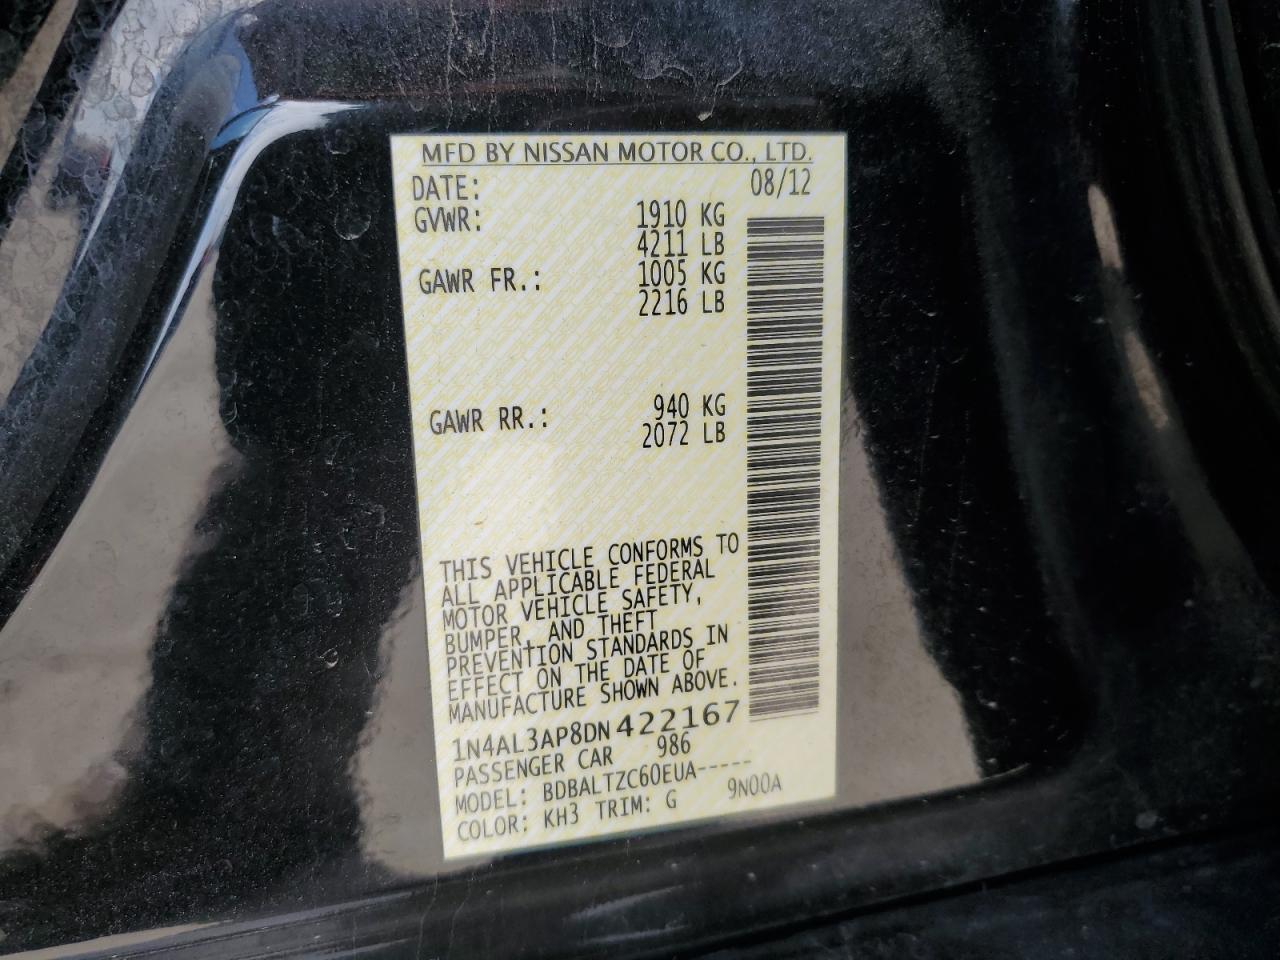 MFD BY NISSAN MOTOR CO., LTD.
DATE: 08/12
GVWR: 1910 KG
4211 LB
GAWR FR.: 1005 KG
2216 LB
GAWR RR.: 940 KG
2072 LB
THIS VEHICLE CONFORMS TO
ALL APPLICABLE FEDERAL
MOTOR VEHICLE SAFETY,
BUMPER, AND THEFT
PREVENTION STANDARDS IN
EFFECT ON THE DATE OF
MANUFACTURE SHOWN ABOVE.
1N4AL3AP8DN422167
PASSENGER CAR 986
MODEL: BDBALTZC60EUA-----
COLOR: KH3 TRIM: G 9N00A